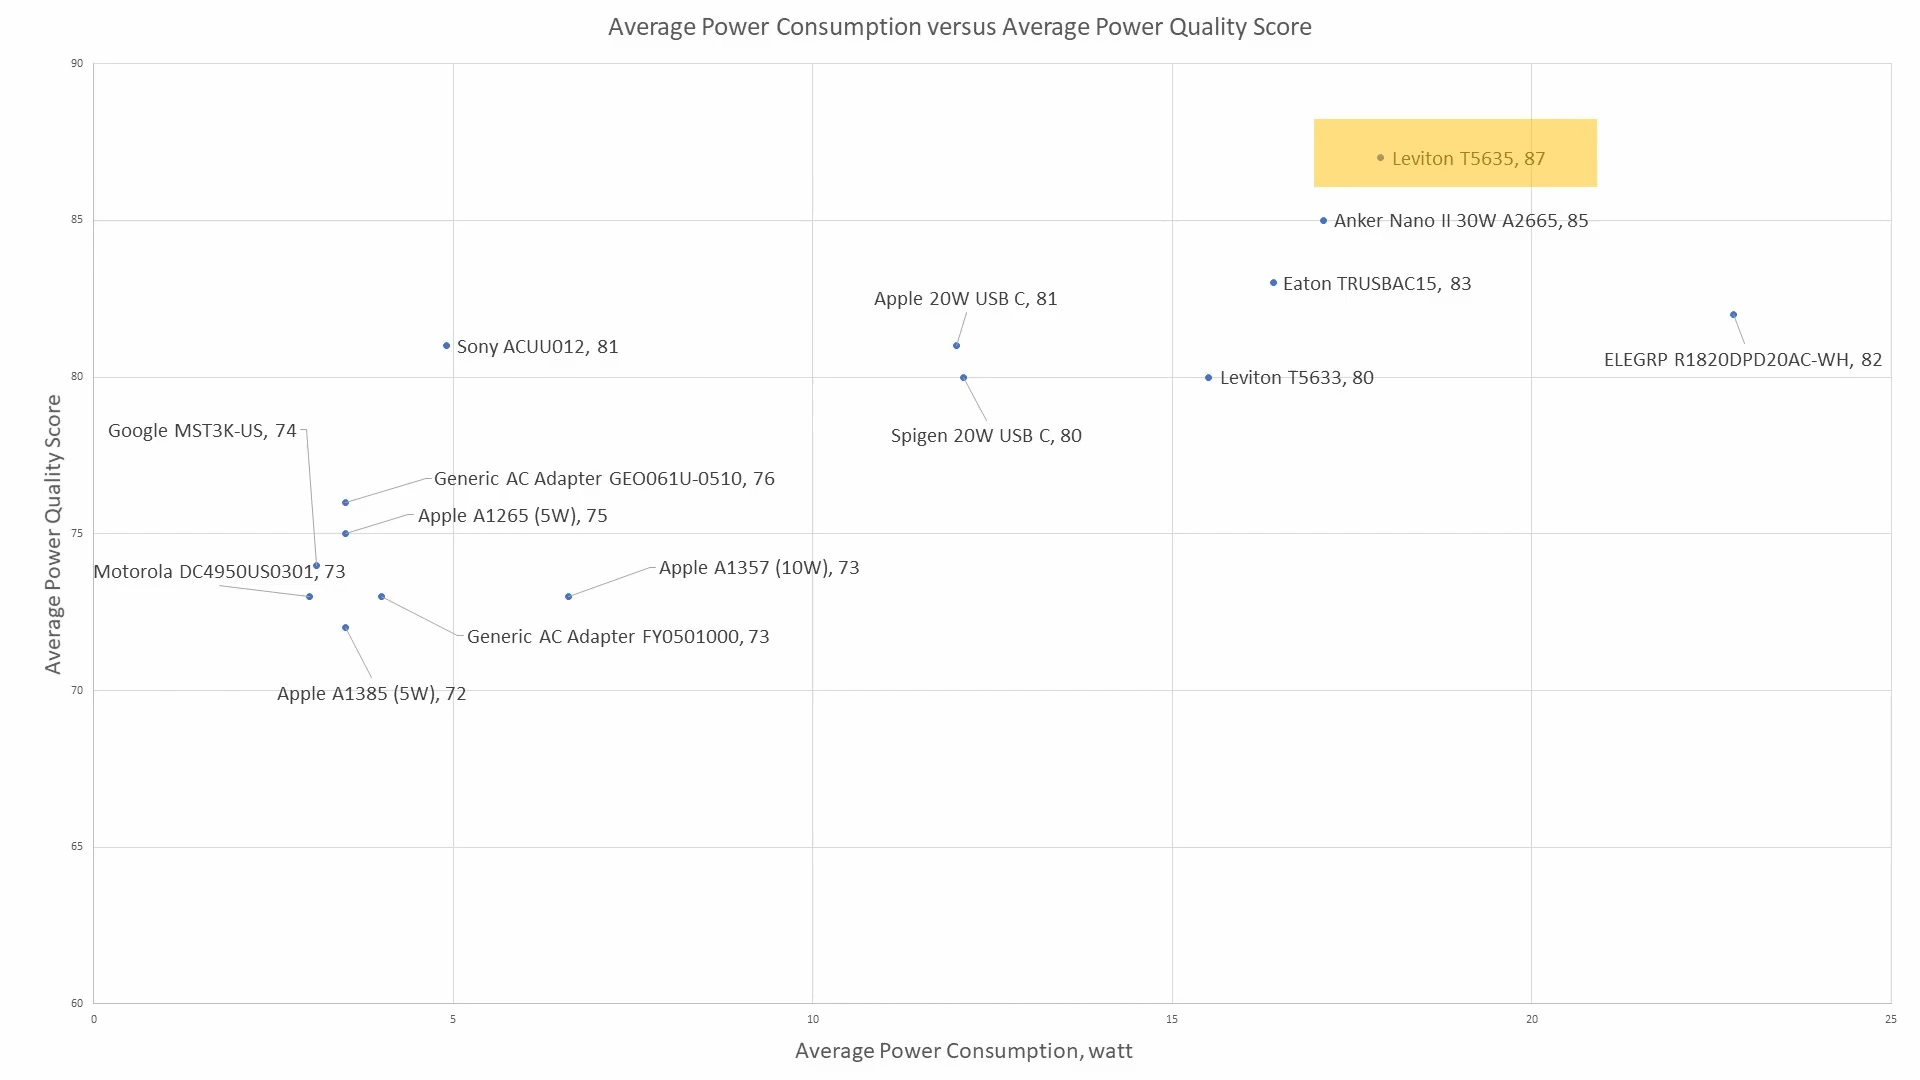 Average Power Consumption versus Average Power Quality Score
90
Leviton T5635, 87
85
Anker Nano II 30W A2665, 85
Eaton TRUSBAC15, 83
Apple 20W USB C, 81
Sony ACUU012, 81
ELEGRP R1820DPD20AC-WH, 82
80
Leviton T5633, 80
Google MST3K-US, 74
Spigen 20W USB C, 80
Generic AC Adapter GEO061U-0510, 76
Apple A1265 (5W), 75
75
Motorola DC4950US0301, 73
Apple A1357 (10W), 73
Generic AC Adapter FY0501000, 73
70
Apple A1385 (5W), 72
65
60
Average Power Quality Score
0 5 10 15 20 25
Average Power Consumption, watt